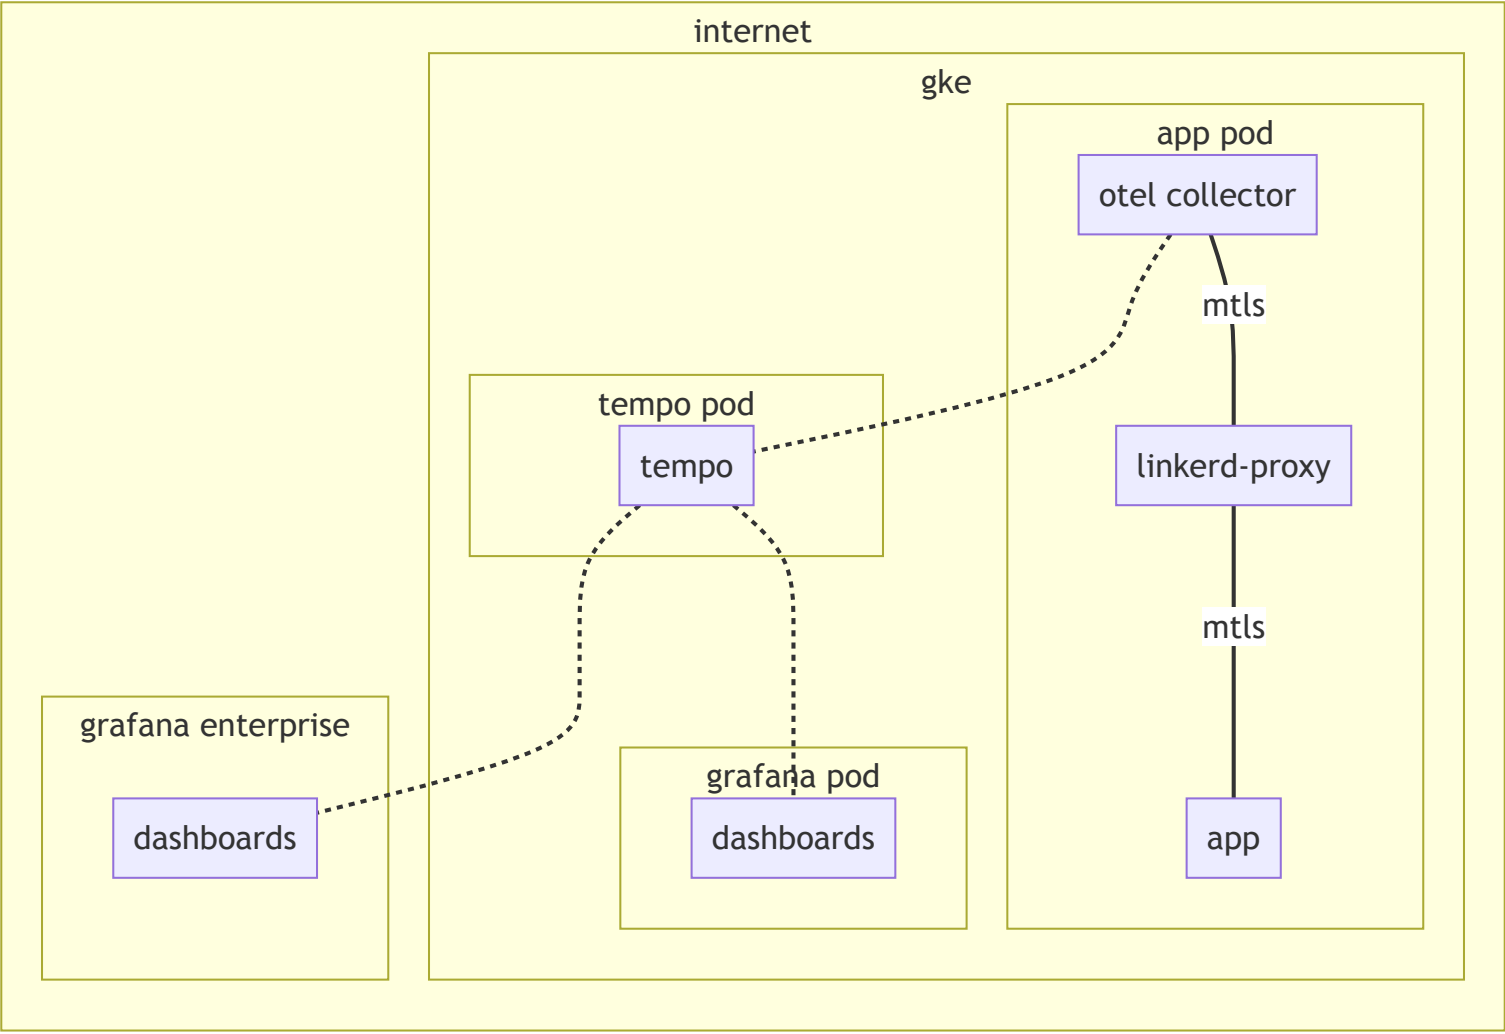 internet
gke
app pod
otel collector
mtls
tempo pod
tempo
linkerd-proxy
mtls
grafana enterprise
dashboards
grafana pod
dashboards
app